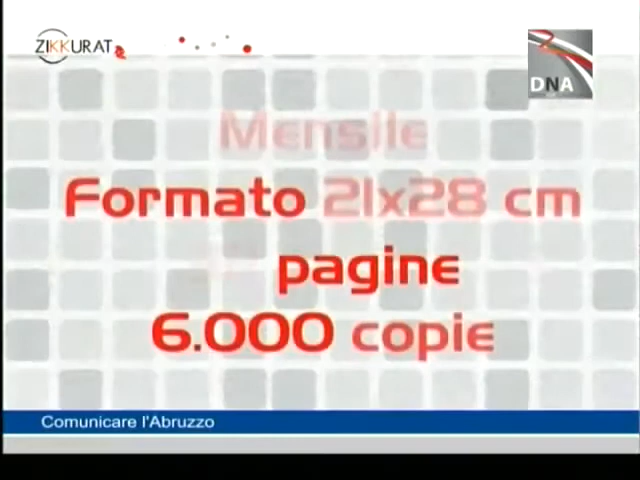 ZIKKURAT
DNA
Mensile
Formato 21x28 cm
pagine
6.000 copie
Comunicare l'Abruzzo